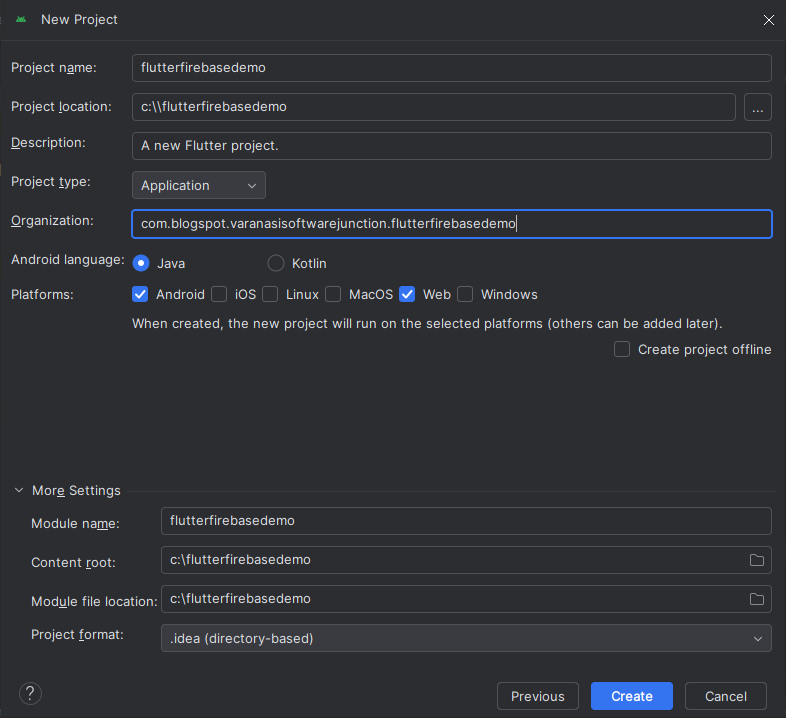 New Project
Project name: flutterfirebasedemo
Project location: c:\\flutterfirebasedemo ...
Description: A new Flutter project.
Project type: Application
Organization: com.blogspot.varanasisoftwarejunction.flutterfirebasedemo
Android language: Java Kotlin
Platforms: Android iOS Linux MacOS Web Windows
When created, the new project will run on the selected platforms (others can be added later).
Create project offline
More Settings
Module name: flutterfirebasedemo
Content root: c:\flutterfirebasedemo
Module file location: c:\flutterfirebasedemo
Project format: .idea (directory-based)
? Previous Create Cancel